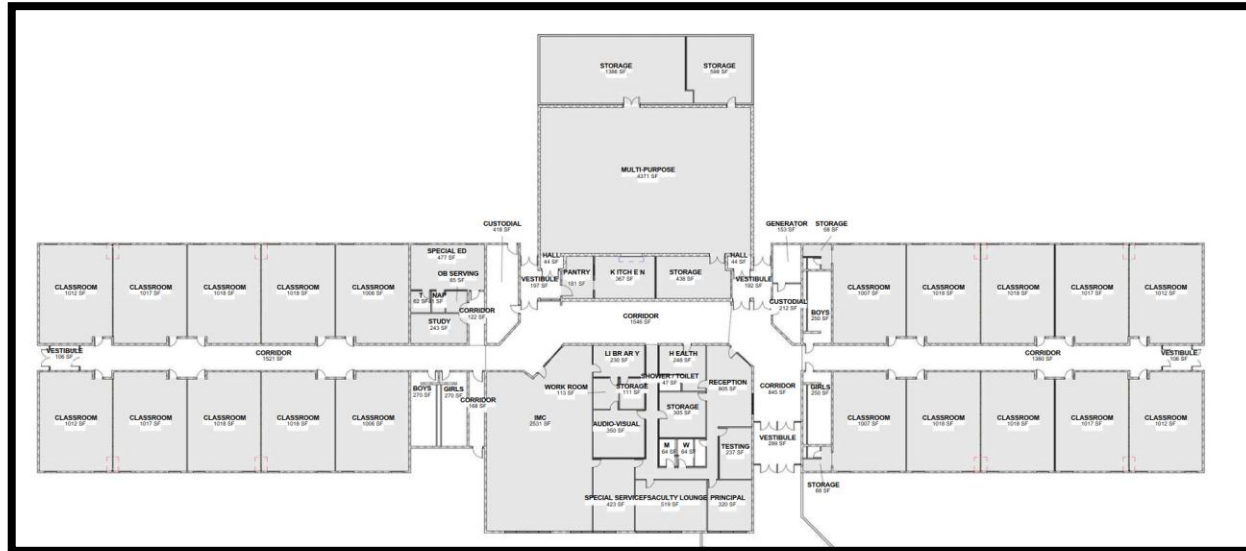 STORAGE
1386 SF
STORAGE
598 SF
MULTI-PURPOSE
4371 SF
CUSTODIAL
418 SF
GENERATOR
153 SF
STORAGE
68 SF
SPECIAL ED
477 SF
OB SERVING
85 SF
HALL
44 SF
HALL
44 SF
PANTRY
191 SF
K ITCH E N
367 SF
STORAGE
438 SF
VESTIBULE
197 SF
VESTIBULE
192 SF
CLASSROOM
1012 SF
CLASSROOM
1017 SF
CLASSROOM
1018 SF
CLASSROOM
1018 SF
CLASSROOM
1006 SF
T
NAP
CORRIDOR
122 SF
STUDY
243 SF
CUSTODIAL
212 SF
BOYS
250 SF
CLASSROOM
1007 SF
CLASSROOM
1018 SF
CLASSROOM
1018 SF
CLASSROOM
1017 SF
CLASSROOM
1012 SF
CORRIDOR
1546 SF
VESTIBULE
106 SF
CORRIDOR
1521 SF
LI BR AR Y
230 SF
H EALTH
248 SF
CORRIDOR
1360 SF
VESTIBULE
106 SF
SHOWER / TOILET
47 SF
WORK ROOM
113 SF
STORAGE
111 SF
RECEPTION
805 SF
CORRIDOR
845 SF
BOYS
270 SF
GIRLS
270 SF
CORRIDOR
168 SF
GIRLS
250 SF
STORAGE
305 SF
CLASSROOM
1012 SF
CLASSROOM
1017 SF
CLASSROOM
1018 SF
CLASSROOM
1018 SF
CLASSROOM
1006 SF
IMC
2531 SF
AUDIO-VISUAL
350 SF
M
64 SF
W
64 SF
TESTING
237 SF
VESTIBULE
289 SF
CLASSROOM
1007 SF
CLASSROOM
1018 SF
CLASSROOM
1018 SF
CLASSROOM
1017 SF
CLASSROOM
1012 SF
STORAGE
68 SF
SPECIAL SERVICES
423 SF
FACULTY LOUNGE
519 SF
PRINCIPAL
320 SF